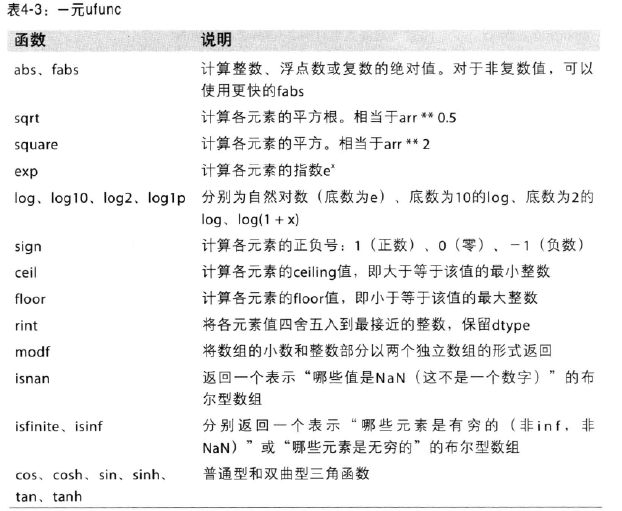 表4-3：一元ufunc
函数 说明
abs、fabs 计算整数、浮点数或复数的绝对值。对于非复数值，可以
使用更快的fabs
sqrt 计算各元素的平方根。相当于arr ** 0.5
square 计算各元素的平方。相当于arr ** 2
exp 计算各元素的指数eˣ
log、log10、log2、log1p 分别为自然对数（底数为e）、底数为10的log、底数为2的
log、log(1 + x)
sign 计算各元素的正负号：1（正数）、0（零）、－1（负数）
ceil 计算各元素的ceiling值，即大于等于该值的最小整数
floor 计算各元素的floor值，即小于等于该值的最大整数
rint 将各元素值四舍五入到最接近的整数，保留dtype
modf 将数组的小数和整数部分以两个独立数组的形式返回
isnan 返回一个表示“哪些值是NaN（这不是一个数字）”的布
尔型数组
isfinite、isinf 分别返回一个表示“哪些元素是有穷的（非inf，非
NaN）”或“哪些元素是无穷的”的布尔型数组
cos、cosh、sin、sinh、 普通型和双曲型三角函数
tan、tanh